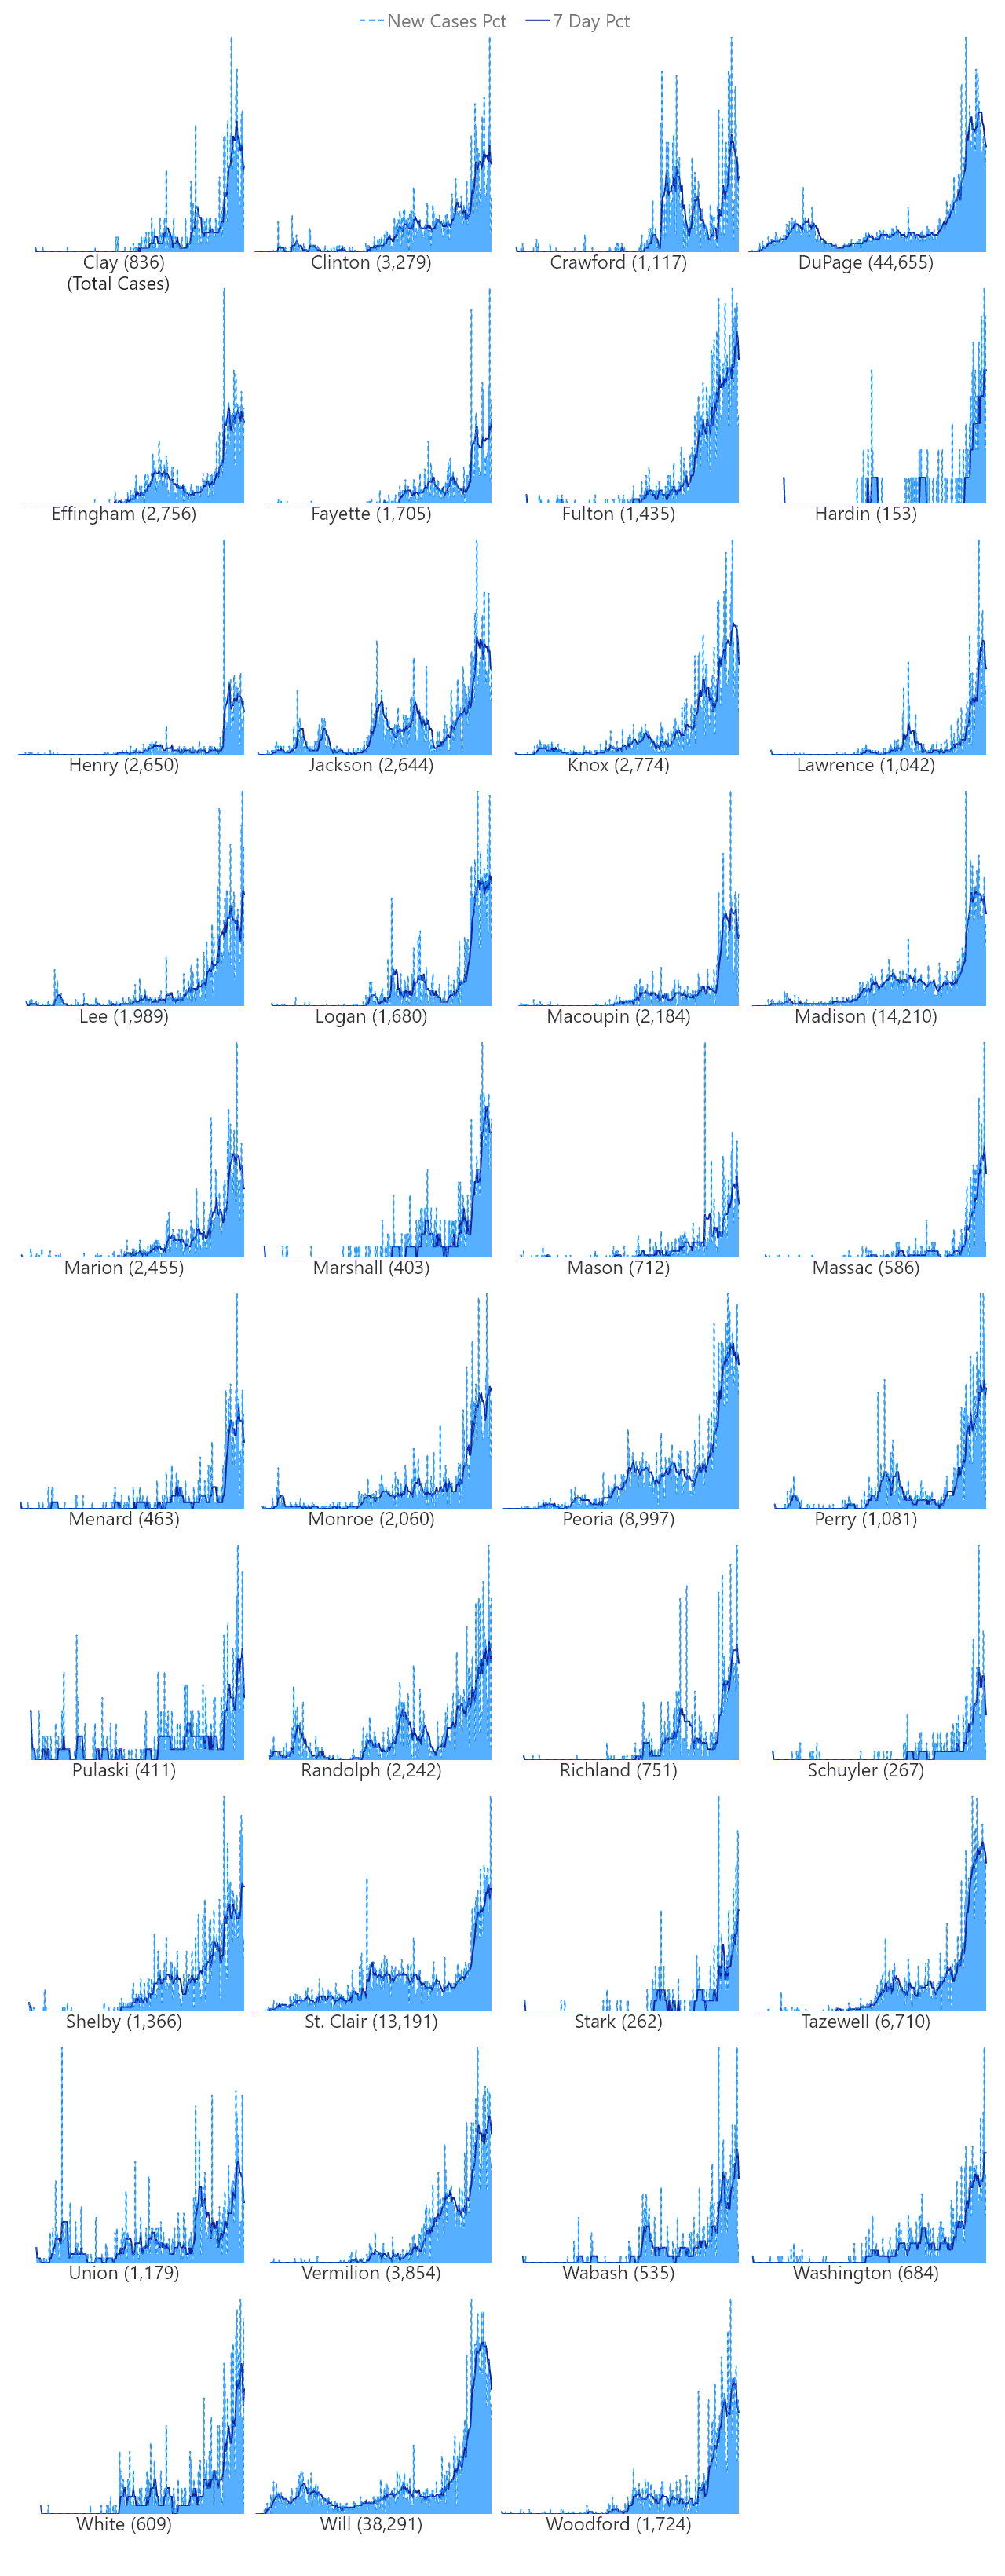 New Cases Pct 7 Day Pct
Clay (836) Clinton (3,279) Crawford (1,117) DuPage (44,655)
(Total Cases)
Effingham (2,756) Fayette (1,705) Fulton (1,435) Hardin (153)
Henry (2,650) Jackson (2,644) Knox (2,774) Lawrence (1,042)
Lee (1,989) Logan (1,680) Macoupin (2,184) Madison (14,210)
Marion (2,455) Marshall (403) Mason (712) Massac (586)
Menard (463) Monroe (2,060) Peoria (8,997) Perry (1,081)
Pulaski (411) Randolph (2,242) Richland (751) Schuyler (267)
Shelby (1,366) St. Clair (13,191) Stark (262) Tazewell (6,710)
Union (1,179) Vermilion (3,854) Wabash (535) Washington (684)
White (609) Will (38,291) Woodford (1,724)